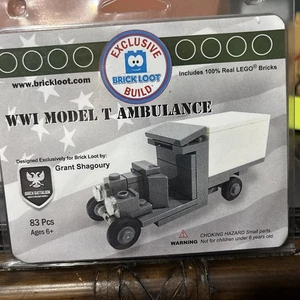 EXCLUSIVE
BRICK LOOT
BUILD
www.brickloot.com
Includes 100% Real LEGO® Bricks
WWI MODEL T AMBULANCE
Designed Exclusively for Brick Loot by:
Grant Shagoury
BRICK BATTALION
83 Pcs
Ages 6+
WARNING
CHOKING HAZARD Small parts.
Not for children under 6 years old